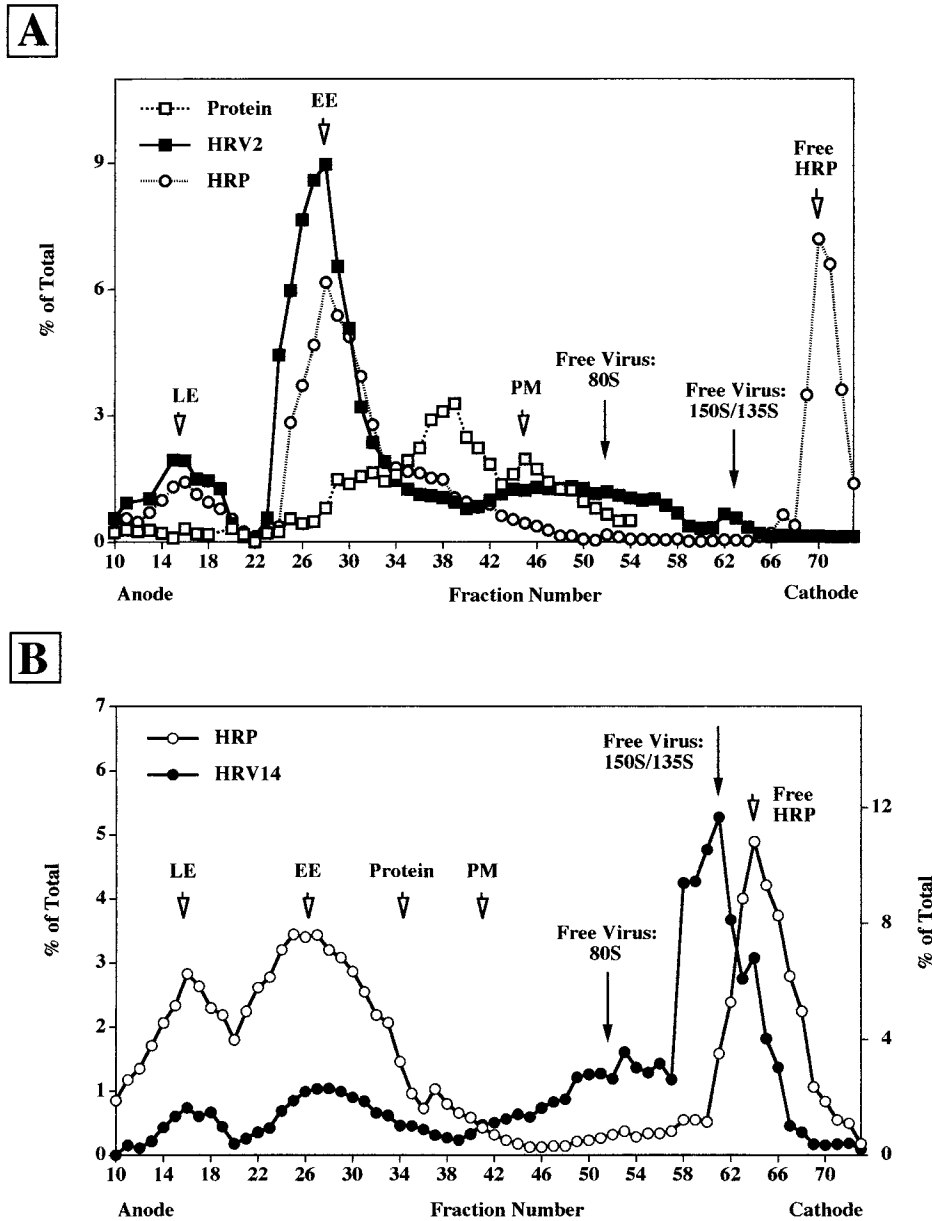 A
Protein
HRV2
HRP
EE
Free
HRP
9
6
3
0
% of Total
LE
PM
Free Virus:
80S
Free Virus:
150S/135S
10 14 18 22 26 30 34 38 42 46 50 54 58 62 66 70
Anode Fraction Number Cathode
B
HRP
HRV14
7
6
5
4
3
2
1
0
% of Total
LE
EE
Protein
PM
Free Virus:
80S
Free Virus:
150S/135S
Free
HRP
12
8
4
0
% of Total
10 14 18 22 26 30 34 38 42 46 50 54 58 62 66 70
Anode Fraction Number Cathode